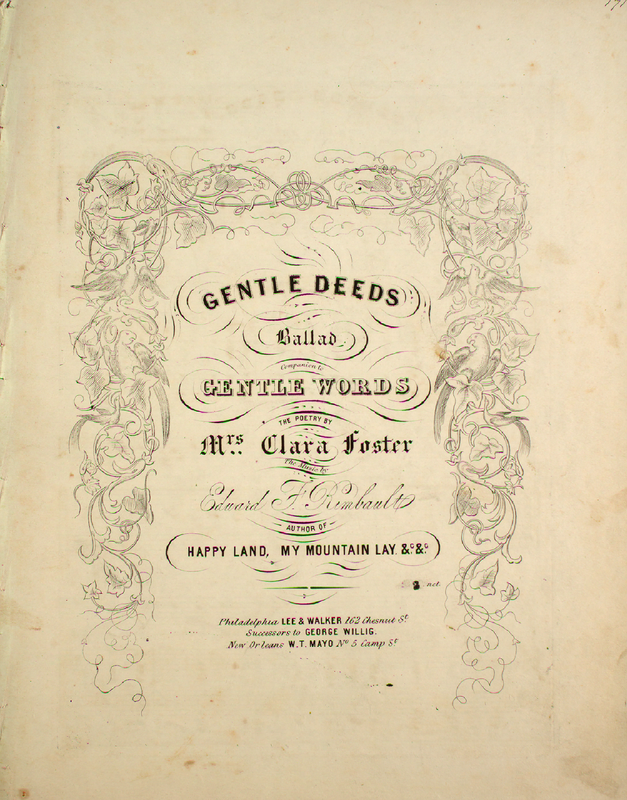 GENTLE DEEDS
Ballad
Companion to
GENTLE WORDS
THE POETRY BY
Mrs. Clara Foster
The Music by
Edward F. Rimbault
AUTHOR OF
HAPPY LAND, MY MOUNTAIN LAY. &c &c
net
Philadelphia LEE & WALKER 162 Chesnut St
Successors to GEORGE WILLIG.
New Orleans W. T. MAYO No 5 Camp St